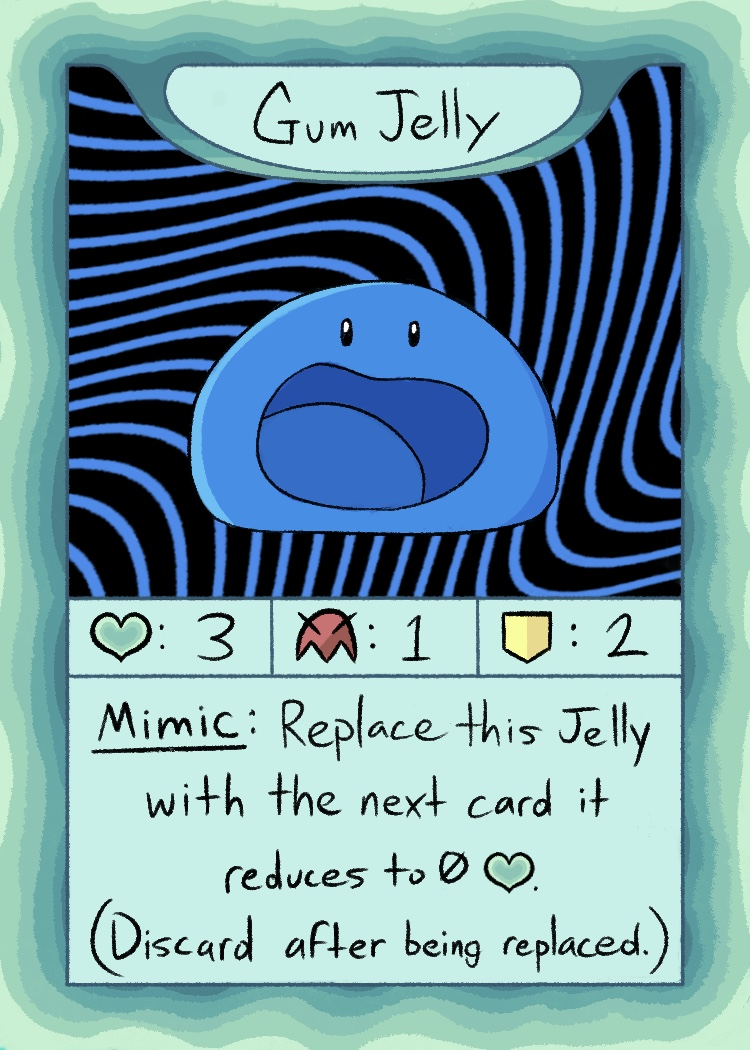 Gum Jelly
: 3 : 1 : 2
Mimic: Replace this Jelly
with the next card it
reduces to 0 .
(Discard after being replaced.)